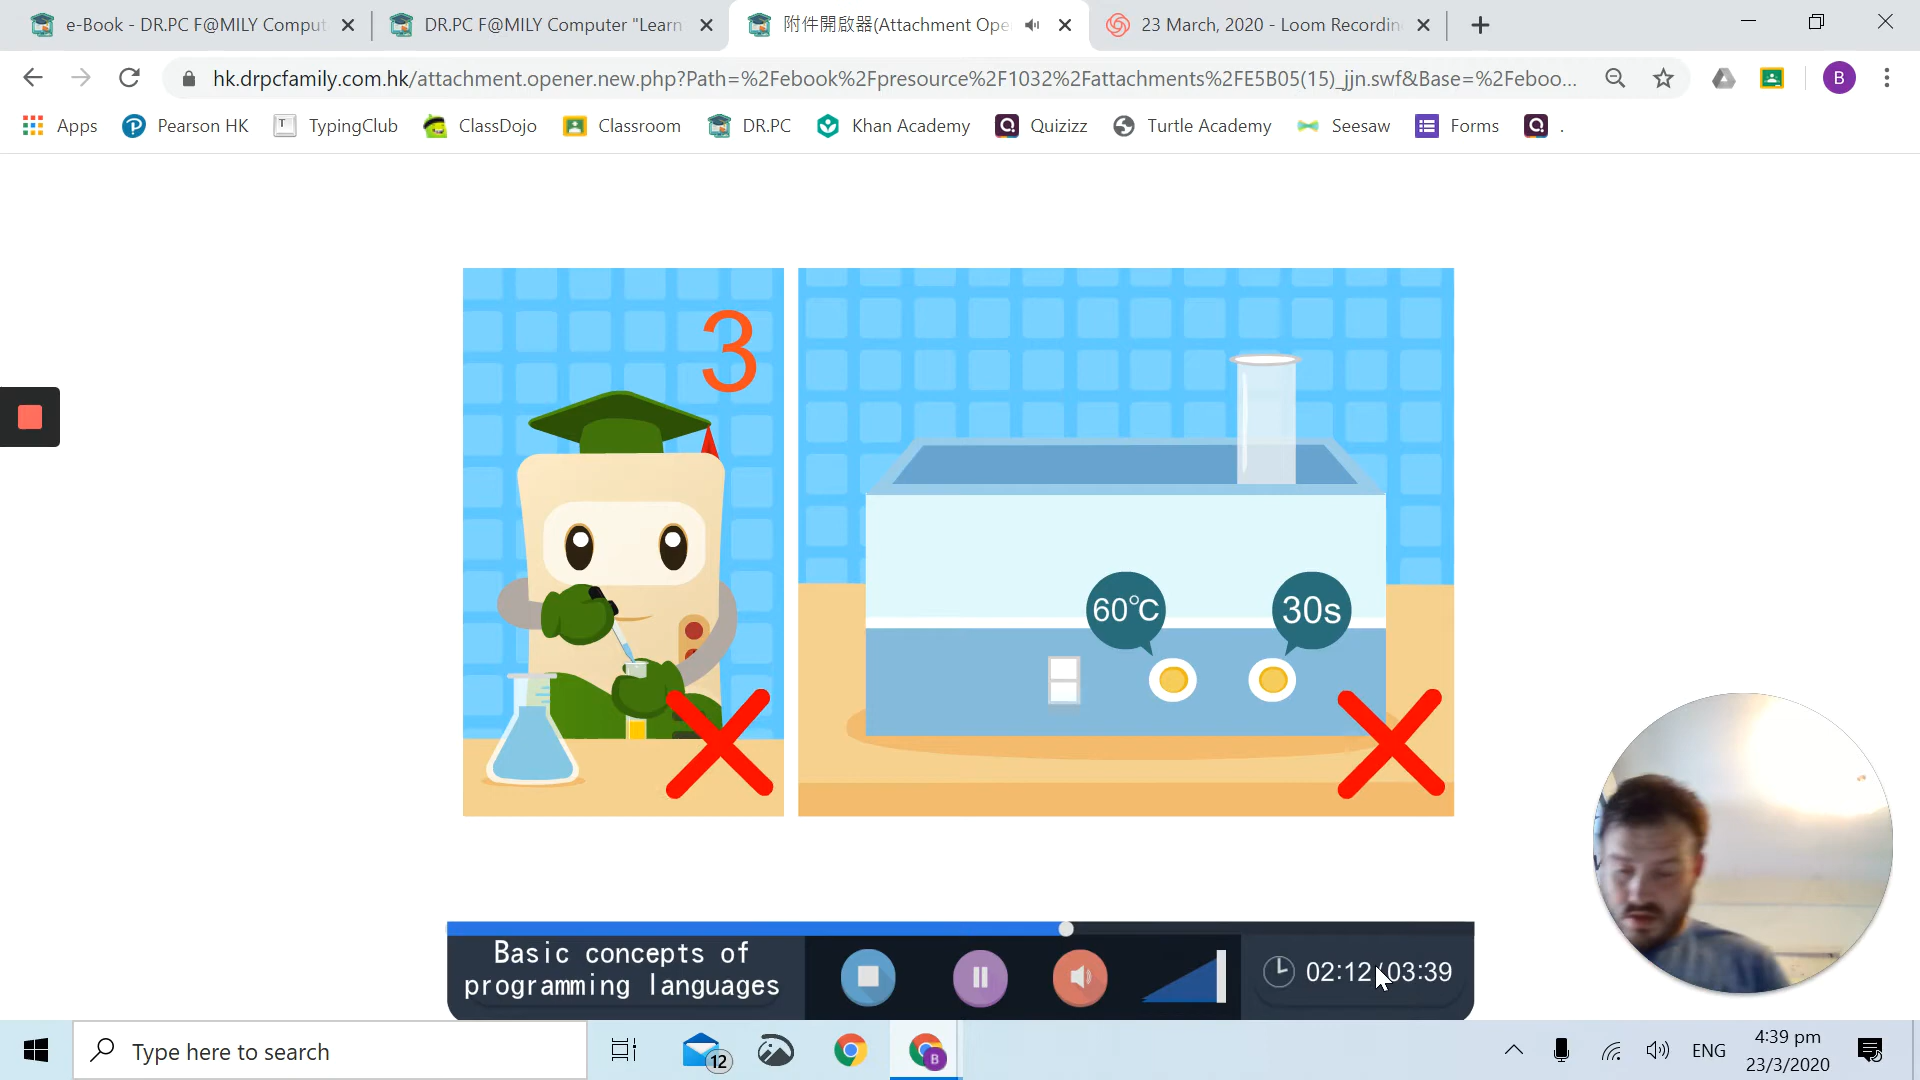 e-Book - DR.PC F@MILY Comput
DR.PC F@MILY Computer "Learn
附件開啟器(Attachment Ope
23 March, 2020 - Loom Recordin
hk.drpcfamily.com.hk/attachment.opener.new.php?Path=%2Febook%2Fpresource%2F1032%2Fattachments%2FE5B05(15)_jjn.swf&Base=%2Feboo...
B
Apps
Pearson HK
TypingClub
ClassDojo
Classroom
DR.PC
Khan Academy
Quizizz
Turtle Academy
Seesaw
Forms
.
3
60℃
30s
Basic concepts of
programming languages
02:12/03:39
Type here to search
12
B
ENG
4:39 pm
23/3/2020